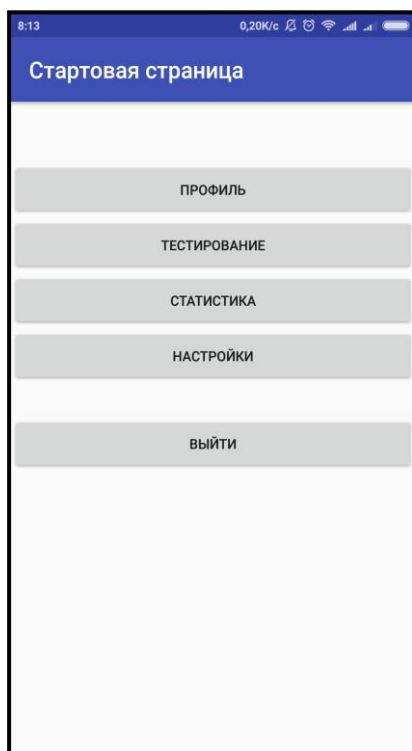 8:13 0,20K/c
Стартовая страница
ПРОФИЛЬ
ТЕСТИРОВАНИЕ
СТАТИСТИКА
НАСТРОЙКИ
ВЫЙТИ